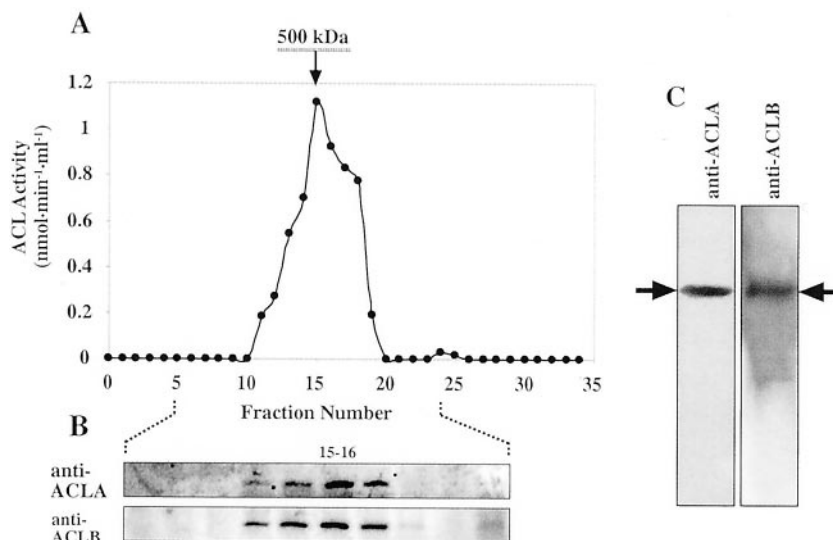 A
500 kDa
1.2
1
0.8
0.6
0.4
0.2
0
ACL Activity
(nmol·min⁻¹·ml⁻¹)
0 5 10 15 20 25 30 35
Fraction Number
B
15-16
anti-
ACLA
anti-
ACLB
C
anti-ACLA
anti-ACLB